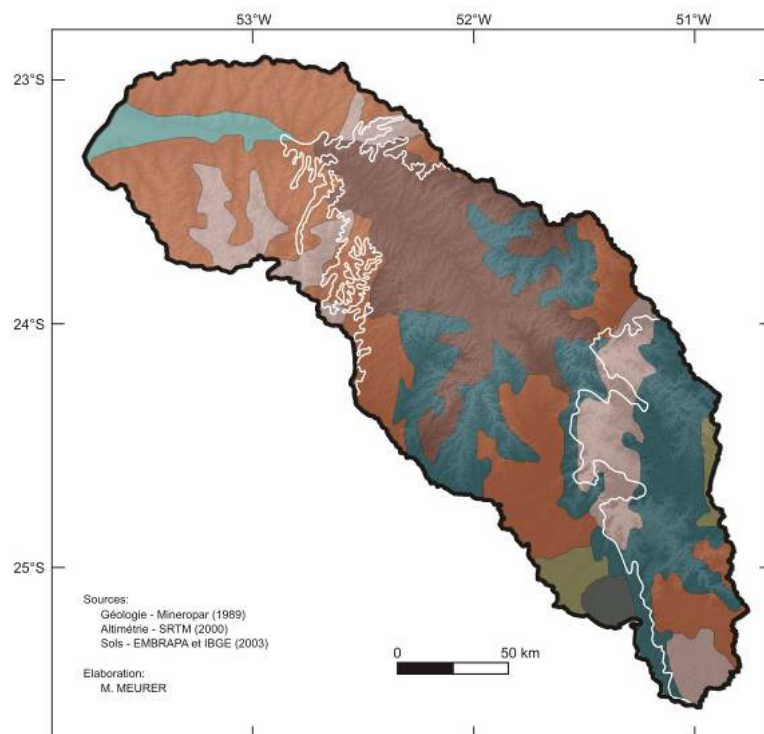 53°W 52°W 51°W
23°S
24°S
25°S
Sources:
Géologie - Mineropar (1989)
Altimétrie - SRTM (2000)
Sols - EMBRAPA et IBGE (2003)
Elaboration:
M. MEURER
0 50 km